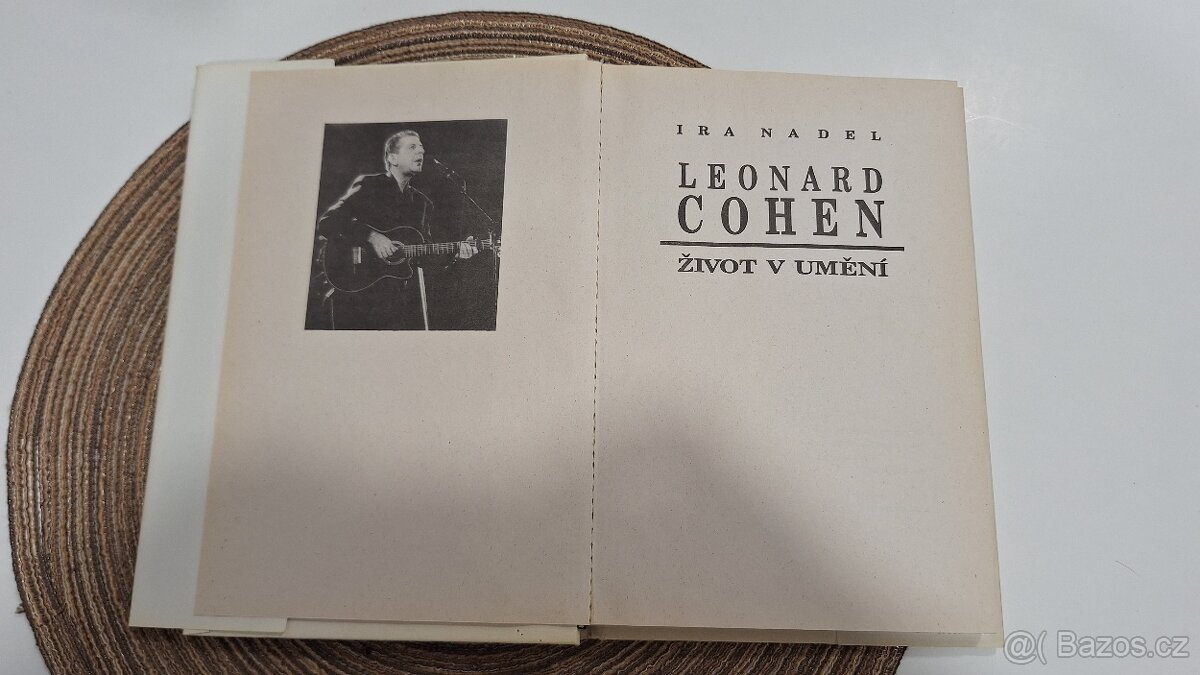 IRA NADEL
LEONARD
COHEN
ŽIVOT V UMĚNÍ
@( Bazos.cz